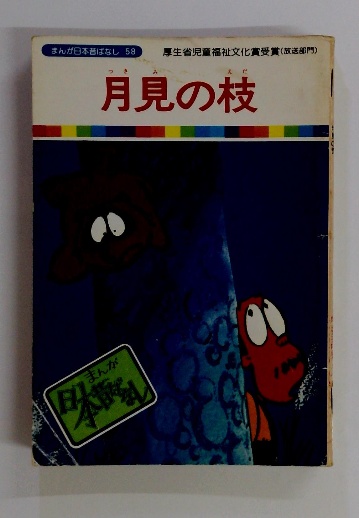 まんが日本昔ばなし 58
厚生省児童福祉文化賞受賞(放送部門)
つきみ えだ
月見の枝
まんが
日本昔ばなし